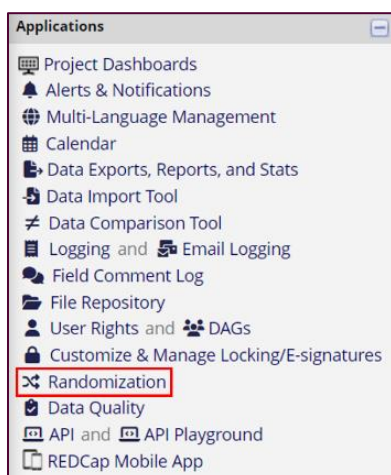 Applications
Project Dashboards
Alerts & Notifications
Multi-Language Management
Calendar
Data Exports, Reports, and Stats
Data Import Tool
Data Comparison Tool
Logging and Email Logging
Field Comment Log
File Repository
User Rights and DAGs
Customize & Manage Locking/E-signatures
Randomization
Data Quality
API and API Playground
REDCap Mobile App